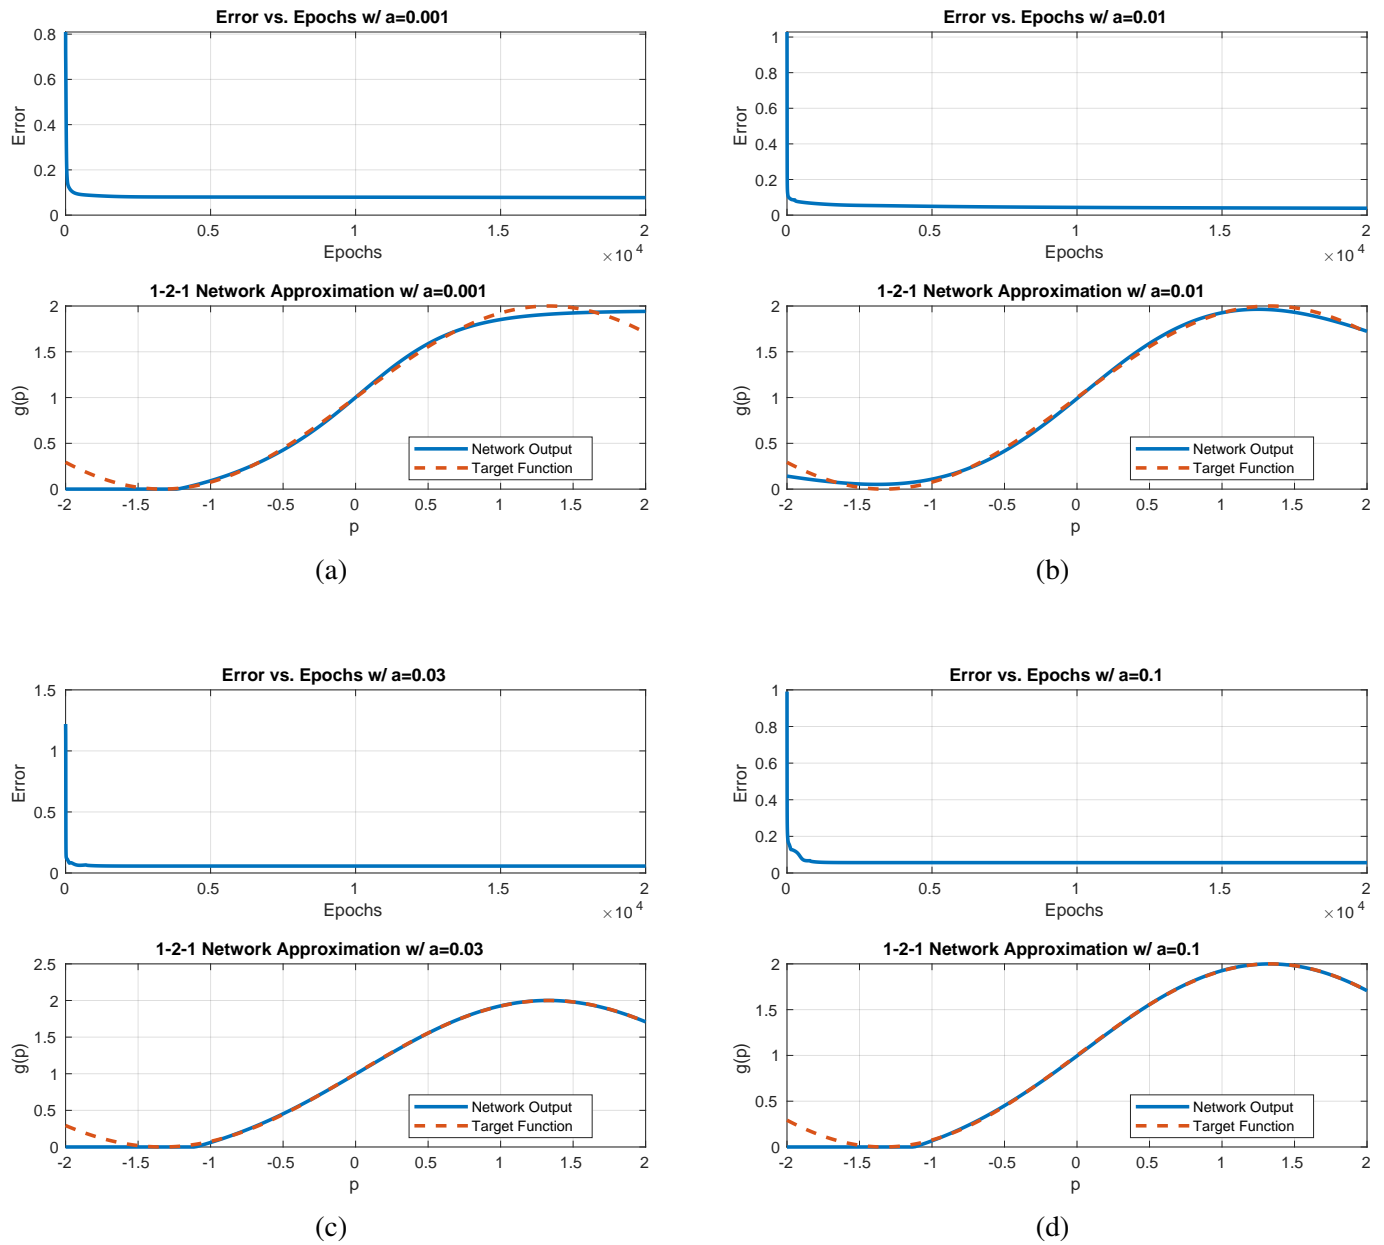 Error vs. Epochs w/ a=0.001
0.8
0.6
0.4
0.2
0
Error
0 0.5 1 1.5 2
Epochs
×10 4
1-2-1 Network Approximation w/ a=0.001
2
1.5
1
0.5
0
g(p)
Network Output
Target Function
-2 -1.5 -1 -0.5 0 0.5 1 1.5 2
p
(a)
Error vs. Epochs w/ a=0.01
1
0.8
0.6
0.4
0.2
0
Error
0 0.5 1 1.5 2
Epochs
×10 4
1-2-1 Network Approximation w/ a=0.01
2
1.5
1
0.5
0
g(p)
Network Output
Target Function
-2 -1.5 -1 -0.5 0 0.5 1 1.5 2
p
(b)
Error vs. Epochs w/ a=0.03
1.5
1
0.5
0
Error
0 0.5 1 1.5 2
Epochs
×10 4
1-2-1 Network Approximation w/ a=0.03
2.5
2
1.5
1
0.5
0
g(p)
Network Output
Target Function
-2 -1.5 -1 -0.5 0 0.5 1 1.5 2
p
(c)
Error vs. Epochs w/ a=0.1
1
0.8
0.6
0.4
0.2
0
Error
0 0.5 1 1.5 2
Epochs
×10 4
1-2-1 Network Approximation w/ a=0.1
2
1.5
1
0.5
0
g(p)
Network Output
Target Function
-2 -1.5 -1 -0.5 0 0.5 1 1.5 2
p
(d)